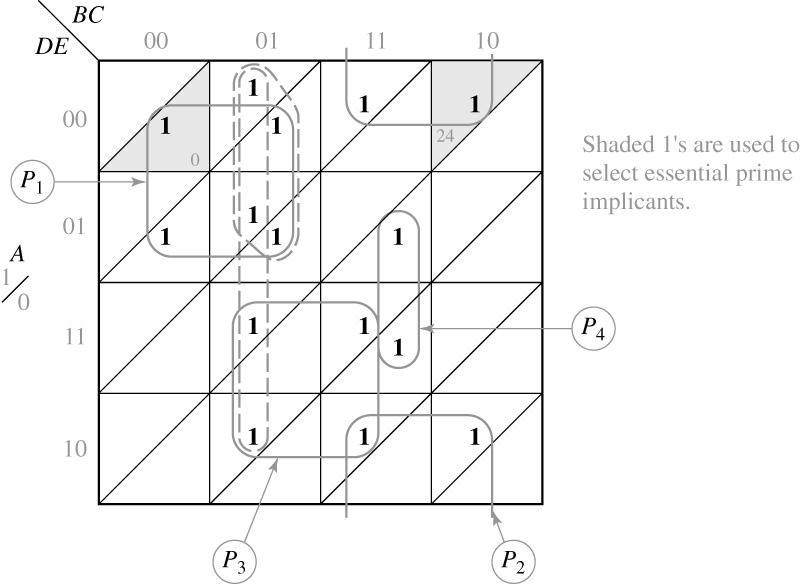 BC
DE
00 01 11 10
1
00 1 1 1 1
24
0
P1
1
01 1 1 1
A
1
0
11 1 1
1
P4
10 1 1 1
P3
P2
Shaded 1's are used to
select essential prime
implicants.